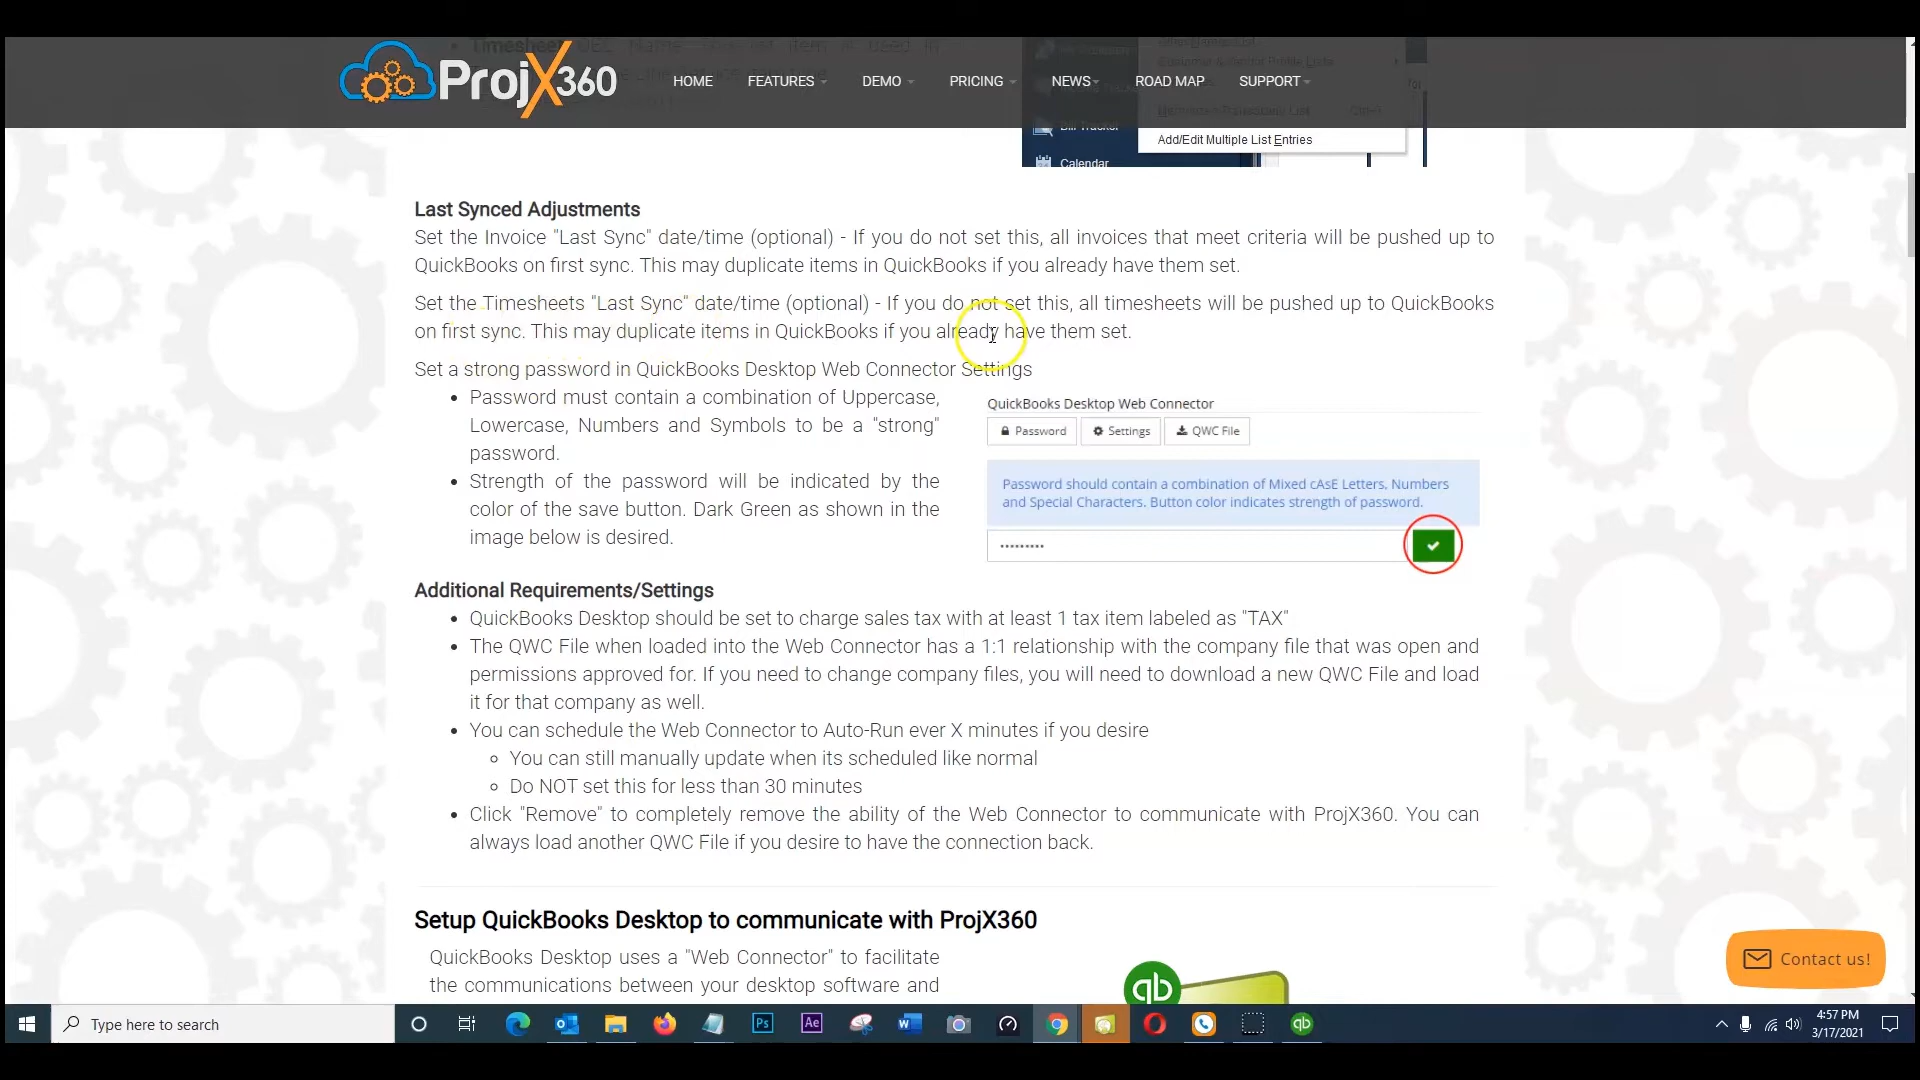 ProjX360
HOME FEATURES DEMO PRICING NEWS ROAD MAP SUPPORT
Add/Edit Multiple List Entries
Calendar
Last Synced Adjustments
Set the Invoice "Last Sync" date/time (optional) - If you do not set this, all invoices that meet criteria will be pushed up to
QuickBooks on first sync. This may duplicate items in QuickBooks if you already have them set.
Set the Timesheets "Last Sync" date/time (optional) - If you do not set this, all timesheets will be pushed up to QuickBooks
on first sync. This may duplicate items in QuickBooks if you already have them set.
Set a strong password in QuickBooks Desktop Web Connector Settings
• Password must contain a combination of Uppercase,
Lowercase, Numbers and Symbols to be a "strong"
password.
• Strength of the password will be indicated by the
color of the save button. Dark Green as shown in the
image below is desired.
QuickBooks Desktop Web Connector
Password Settings QWC File
Password should contain a combination of Mixed cAsE Letters, Numbers
and Special Characters. Button color indicates strength of password.
•••••••••
Additional Requirements/Settings
• QuickBooks Desktop should be set to charge sales tax with at least 1 tax item labeled as "TAX"
• The QWC File when loaded into the Web Connector has a 1:1 relationship with the company file that was open and
permissions approved for. If you need to change company files, you will need to download a new QWC File and load
it for that company as well.
• You can schedule the Web Connector to Auto-Run ever X minutes if you desire
◦ You can still manually update when its scheduled like normal
◦ Do NOT set this for less than 30 minutes
• Click "Remove" to completely remove the ability of the Web Connector to communicate with ProjX360. You can
always load another QWC File if you desire to have the connection back.
Setup QuickBooks Desktop to communicate with ProjX360
QuickBooks Desktop uses a "Web Connector" to facilitate
the communications between your desktop software and
qb
Contact us!
Type here to search
Ps
Ae
qb
4:57 PM
3/17/2021